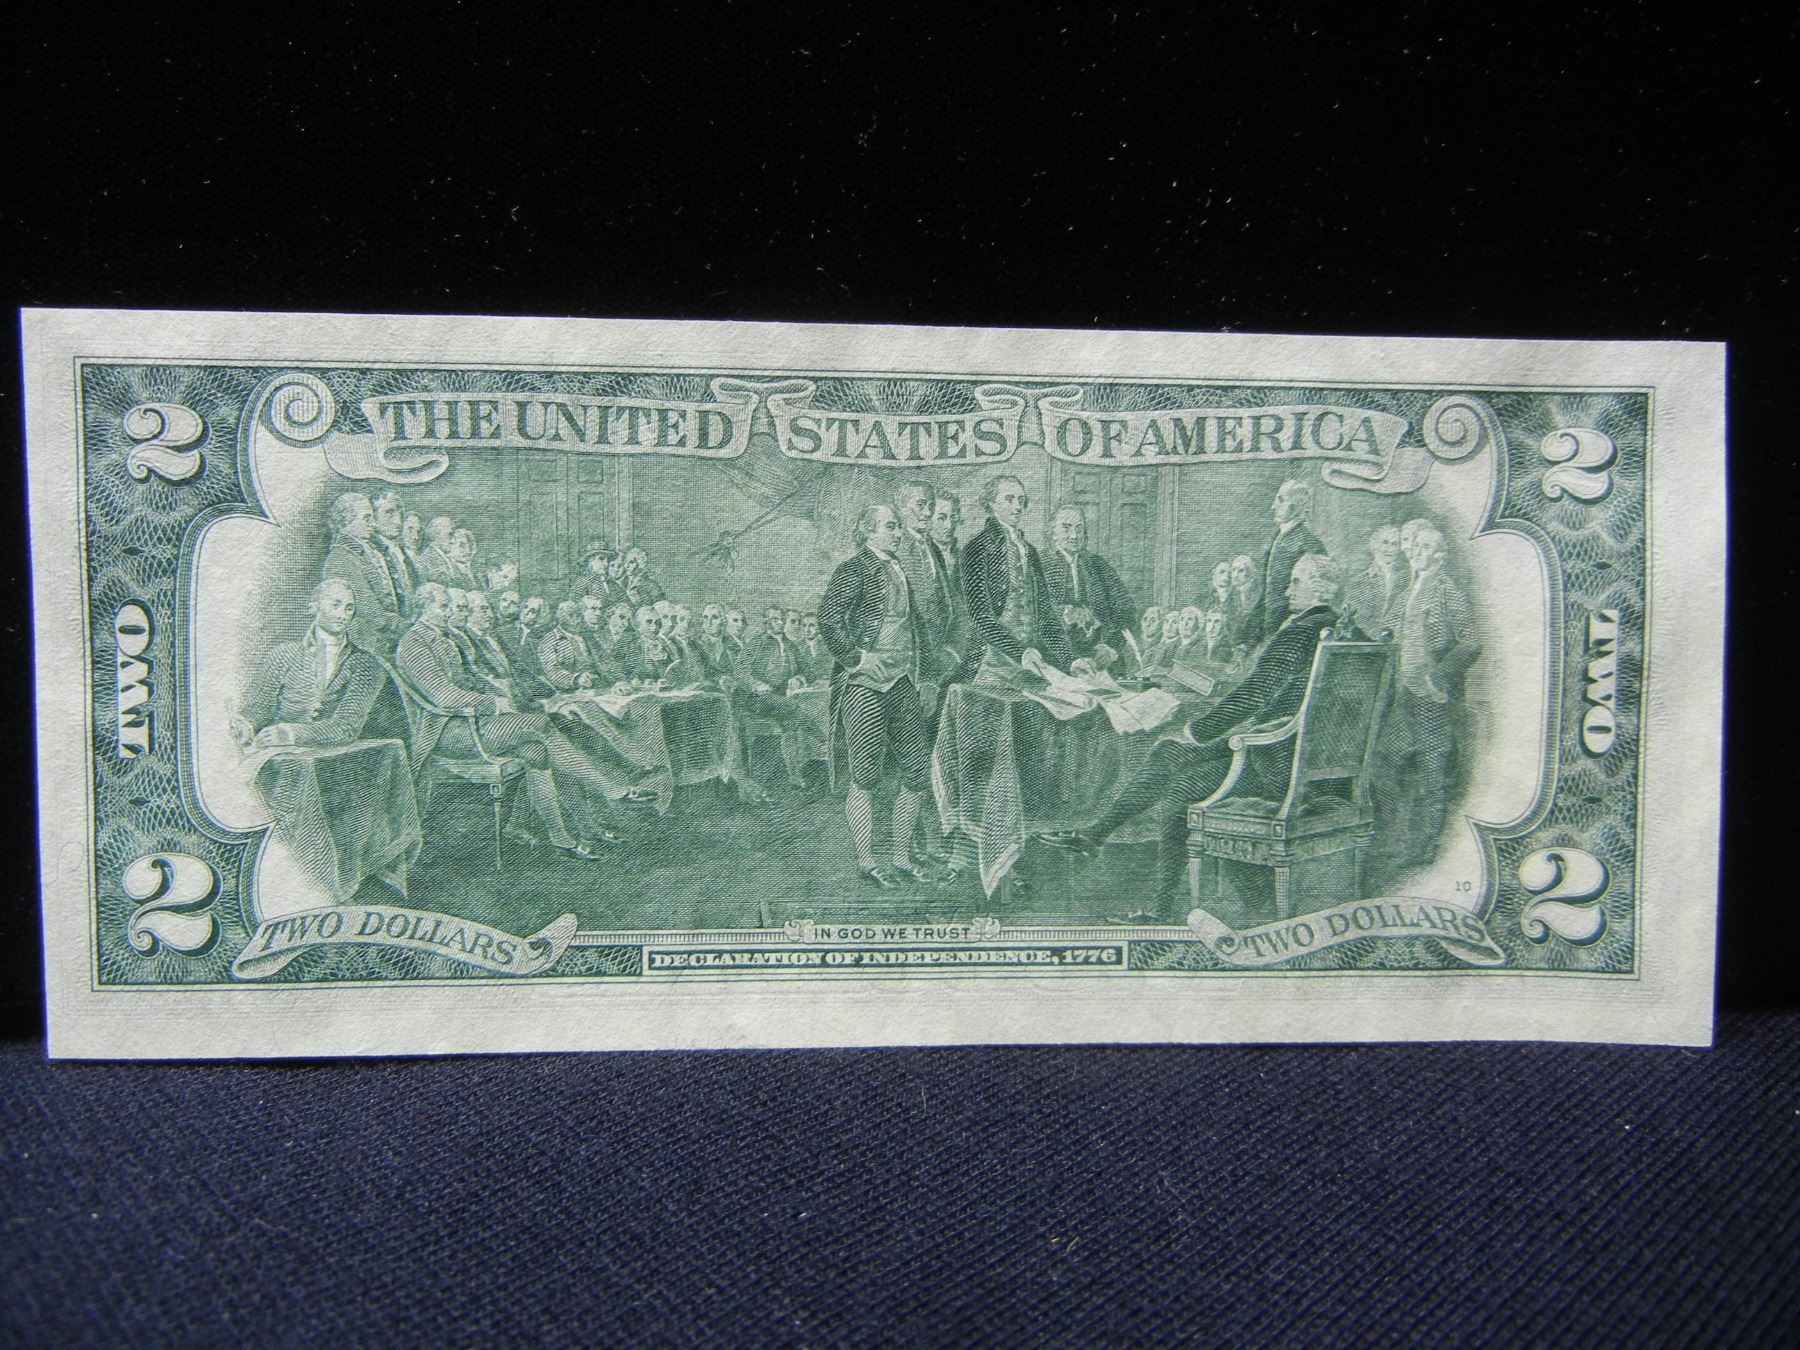 THE UNITED STATES OF AMERICA
2 2
TWO TWO
2 2
10
TWO DOLLARS IN GOD WE TRUST TWO DOLLARS
DECLARATION OF INDEPENDENCE, 1776